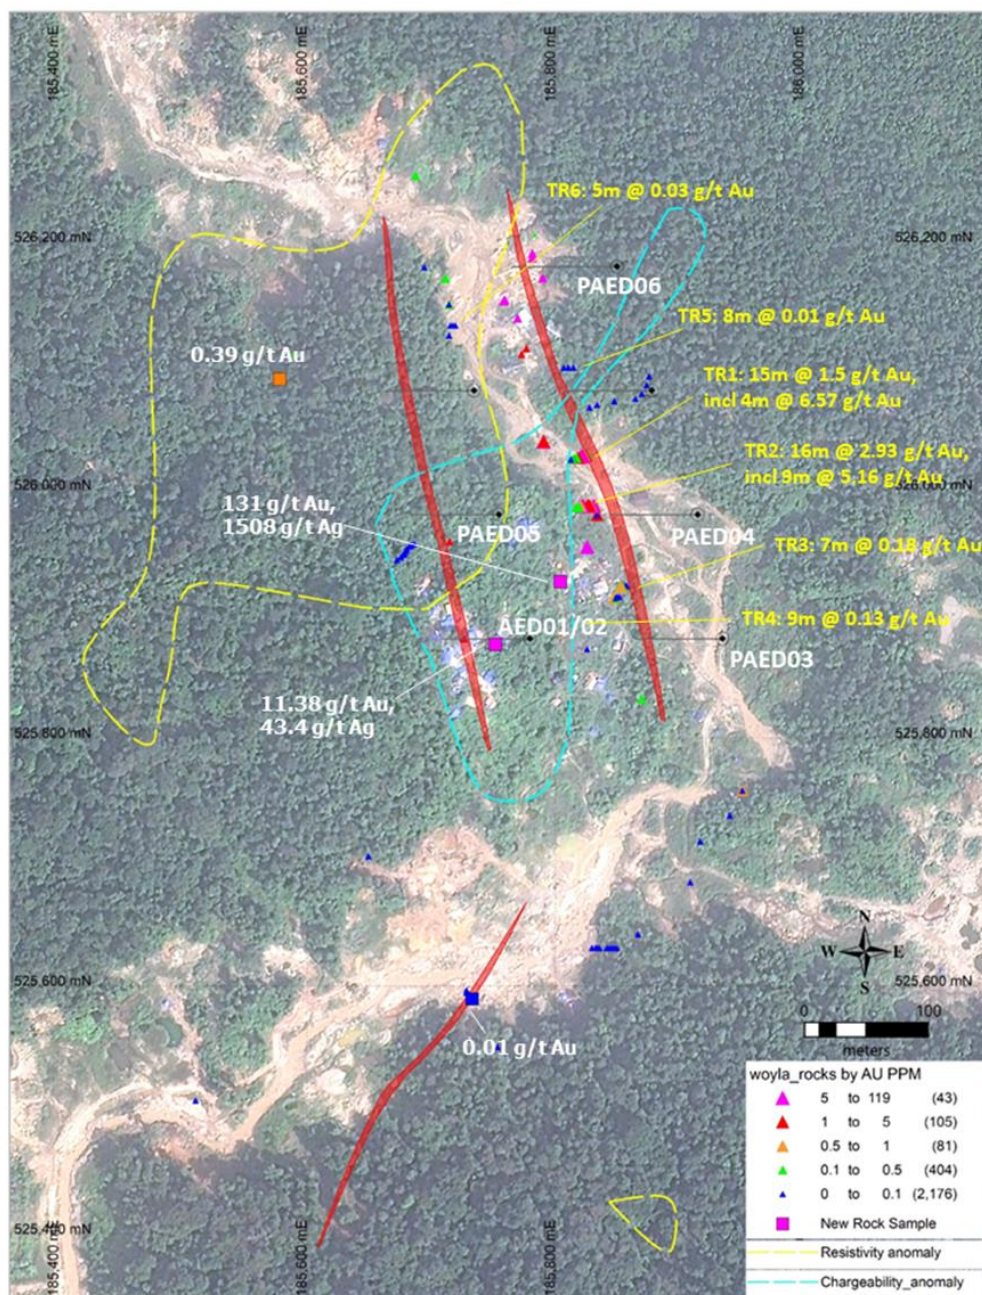 185,400 mE
185,600 mE
185,800 mE
186,000 mE
TR6: 5m @ 0.03 g/t Au
526,200 mN
526,200 mN
PAED06
TR5: 8m @ 0.01 g/t Au
0.39 g/t Au
TR1: 15m @ 1.5 g/t Au,
incl 4m @ 6.57 g/t Au
TR2: 16m @ 2.93 g/t Au,
incl 9m @ 5.16 g/t Au
526,000 mN
526,000 mN
131 g/t Au,
1508 g/t Ag
PAED05
PAED04
TR3: 7m @ 0.18 g/t Au
TR4: 9m @ 0.13 g/t Au
AED01/02
PAED03
11.38 g/t Au,
43.4 g/t Ag
525,800 mN
525,800 mN
N
W E
S
525,600 mN
525,600 mN
0 100
meters
0.01 g/t Au
woyla_rocks by AU PPM
5 to 119 (43)
1 to 5 (105)
0.5 to 1 (81)
0.1 to 0.5 (404)
0 to 0.1 (2,176)
New Rock Sample
Resistivity anomaly
Chargeability_anomaly
525,400 mN
185,400 mE
185,600 mE
185,800 mE